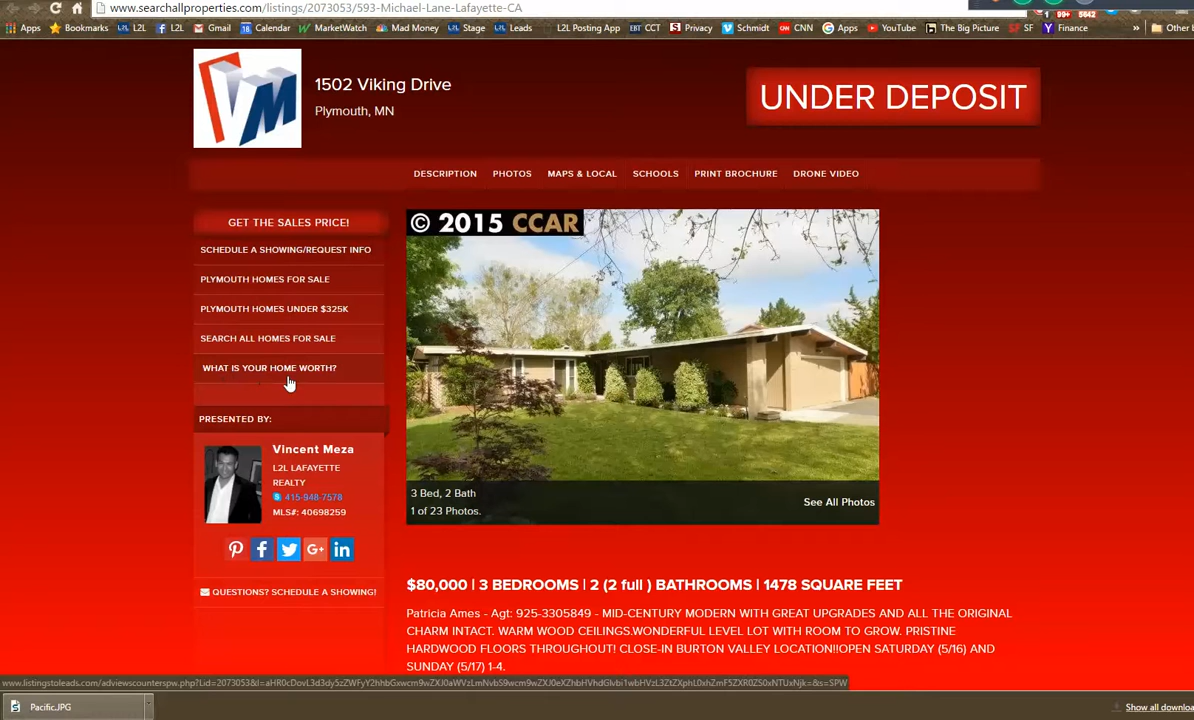 www.searchallproperties.com/listings/2073053/593-Michael-Lane-Lafayette-CA
Apps Bookmarks L2L L2L Gmail Calendar MarketWatch Mad Money Stage Leads L2L Posting App CCT Privacy Schmidt CNN Apps YouTube The Big Picture SF Finance » Other
1502 Viking Drive
Plymouth, MN
UNDER DEPOSIT
DESCRIPTION PHOTOS MAPS & LOCAL SCHOOLS PRINT BROCHURE DRONE VIDEO
GET THE SALES PRICE!
SCHEDULE A SHOWING/REQUEST INFO
PLYMOUTH HOMES FOR SALE
PLYMOUTH HOMES UNDER $325K
SEARCH ALL HOMES FOR SALE
WHAT IS YOUR HOME WORTH?
PRESENTED BY:
Vincent Meza
L2L LAFAYETTE
REALTY
415-948-7578
MLS#: 40698259
QUESTIONS? SCHEDULE A SHOWING!
© 2015 CCAR
3 Bed, 2 Bath
1 of 23 Photos.
See All Photos
$80,000 | 3 BEDROOMS | 2 (2 full ) BATHROOMS | 1478 SQUARE FEET
Patricia Ames - Agt: 925-3305849 - MID-CENTURY MODERN WITH GREAT UPGRADES AND ALL THE ORIGINAL
CHARM INTACT. WARM WOOD CEILINGS.WONDERFUL LEVEL LOT WITH ROOM TO GROW. PRISTINE
HARDWOOD FLOORS THROUGHOUT! CLOSE-IN BURTON VALLEY LOCATION!!OPEN SATURDAY (5/16) AND
SUNDAY (5/17) 1-4.
Pacific.JPG
Show all downloa